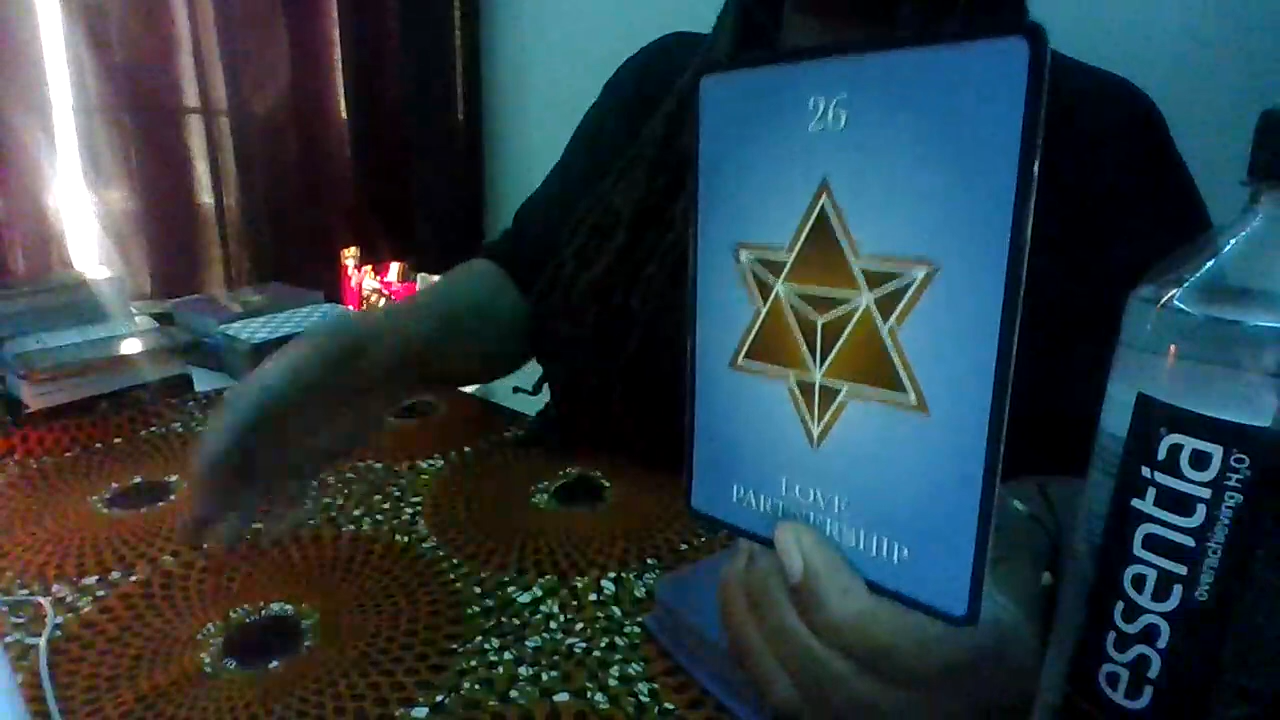 26
LOVE
PARTNERSHIP
essentia
overachieving H₂O